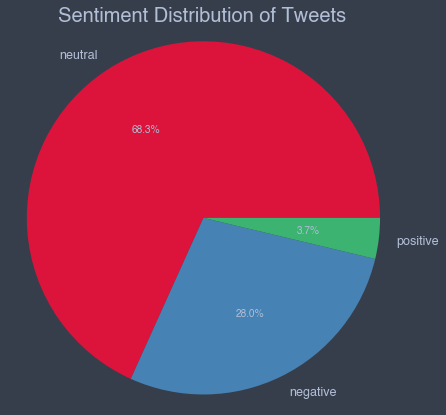 Sentiment Distribution of Tweets
neutral
68.3%
3.7%
positive
28.0%
negative